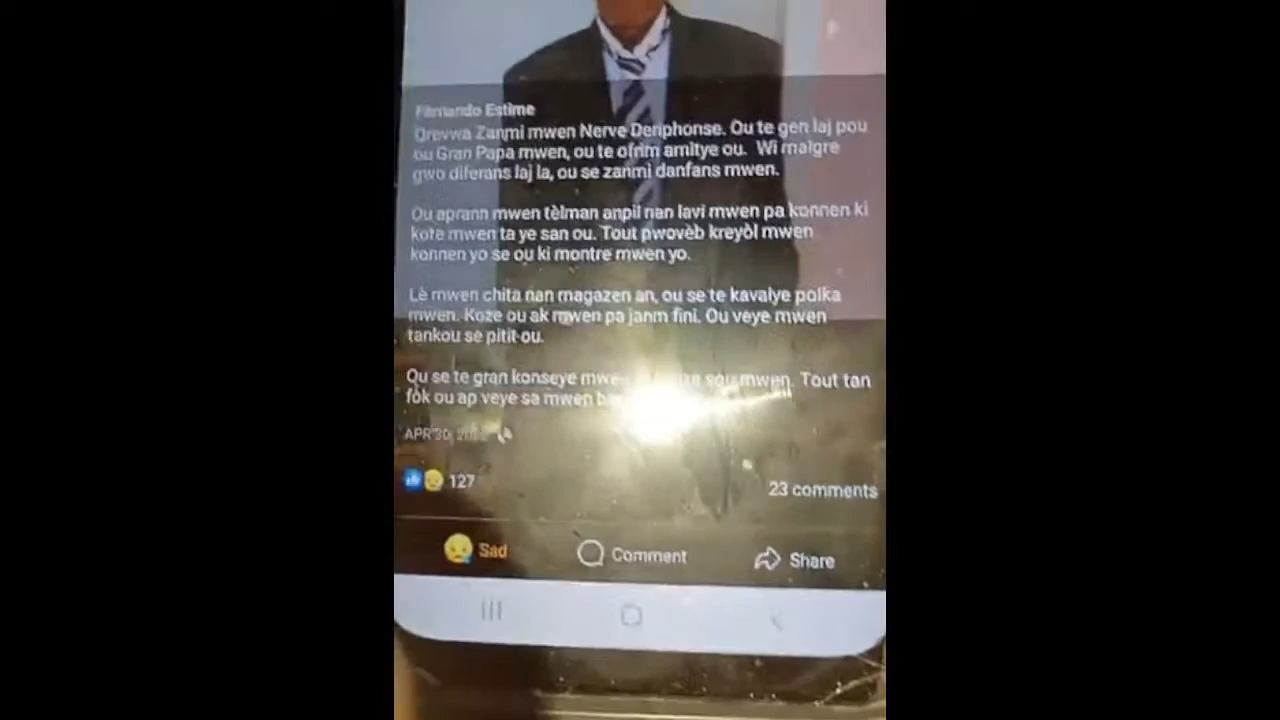 Fernando Estime
Orevwa Zanmi mwen Nerve Deriphonse. Ou te gen laj pou
ou Gran Papa mwen, ou te ofrim amitye ou. Wi malgre
gwo diferans laj la, ou se zanmi danfans mwen.
Ou aprann mwen tèlman anpil nan lavi mwen pa konnen ki
kote mwen ta ye san ou. Tout pwovèb kreyòl mwen
konnen yo se ou ki montre mwen yo.
Lè mwen chita nan magazen an, ou se te kavalye polka
mwen. Koze ou ak mwen pa janm fini. Ou veye mwen
tankou se pitit ou.
Ou se te gran konseye sou mwen. Tout tan
fòk ou ap veye sa mwen
APR 30,
127
23 comments
Sad
Comment
Share